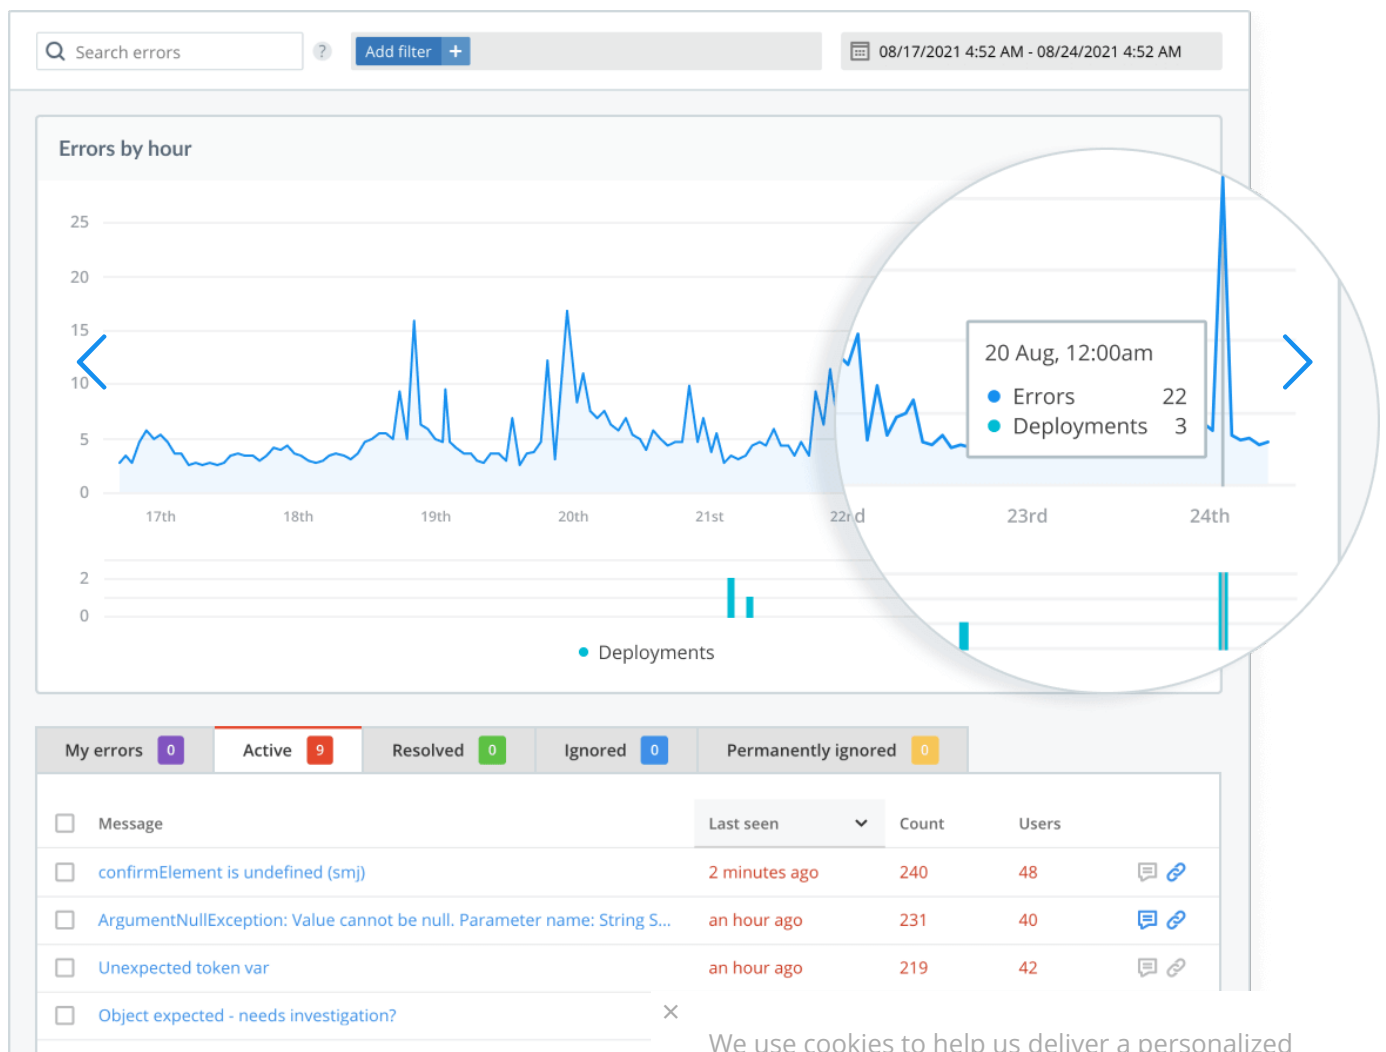 Search errors ? Add filter + 08/17/2021 4:52 AM - 08/24/2021 4:52 AM
Errors by hour
25
20
15
10
5
0
20 Aug, 12:00am
Errors 22
Deployments 3
17th 18th 19th 20th 21st 22nd 23rd 24th
2
0
Deployments
My errors 0 Active 9 Resolved 0 Ignored 0 Permanently ignored 0
Message Last seen Count Users
confirmElement is undefined (smj) 2 minutes ago 240 48
ArgumentNullException: Value cannot be null. Parameter name: String S... an hour ago 231 40
Unexpected token var an hour ago 219 42
Object expected - needs investigation?
We use cookies to help us deliver a personalized